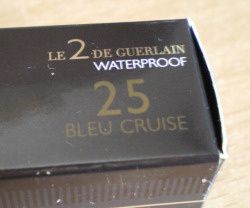 LE 2 DE GUERLAIN
WATERPROOF
25
BLEU CRUISE